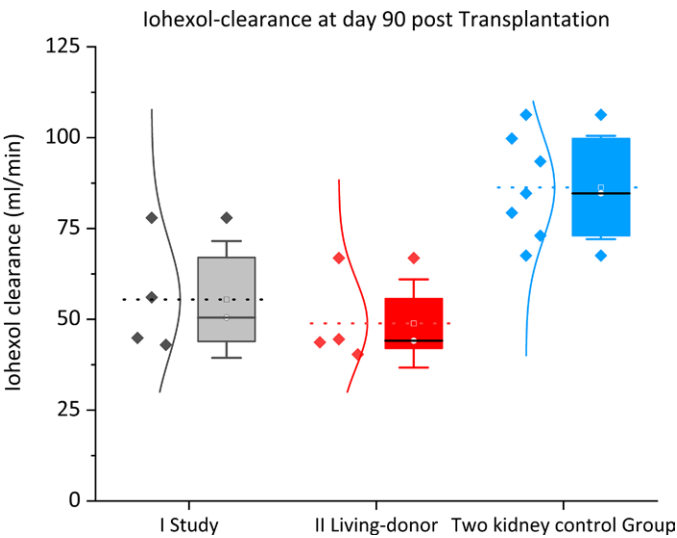 Iohexol-clearance at day 90 post Transplantation
Iohexol clearance (ml/min)
125
100
75
50
25
0
I Study
II Living-donor
Two kidney control Group